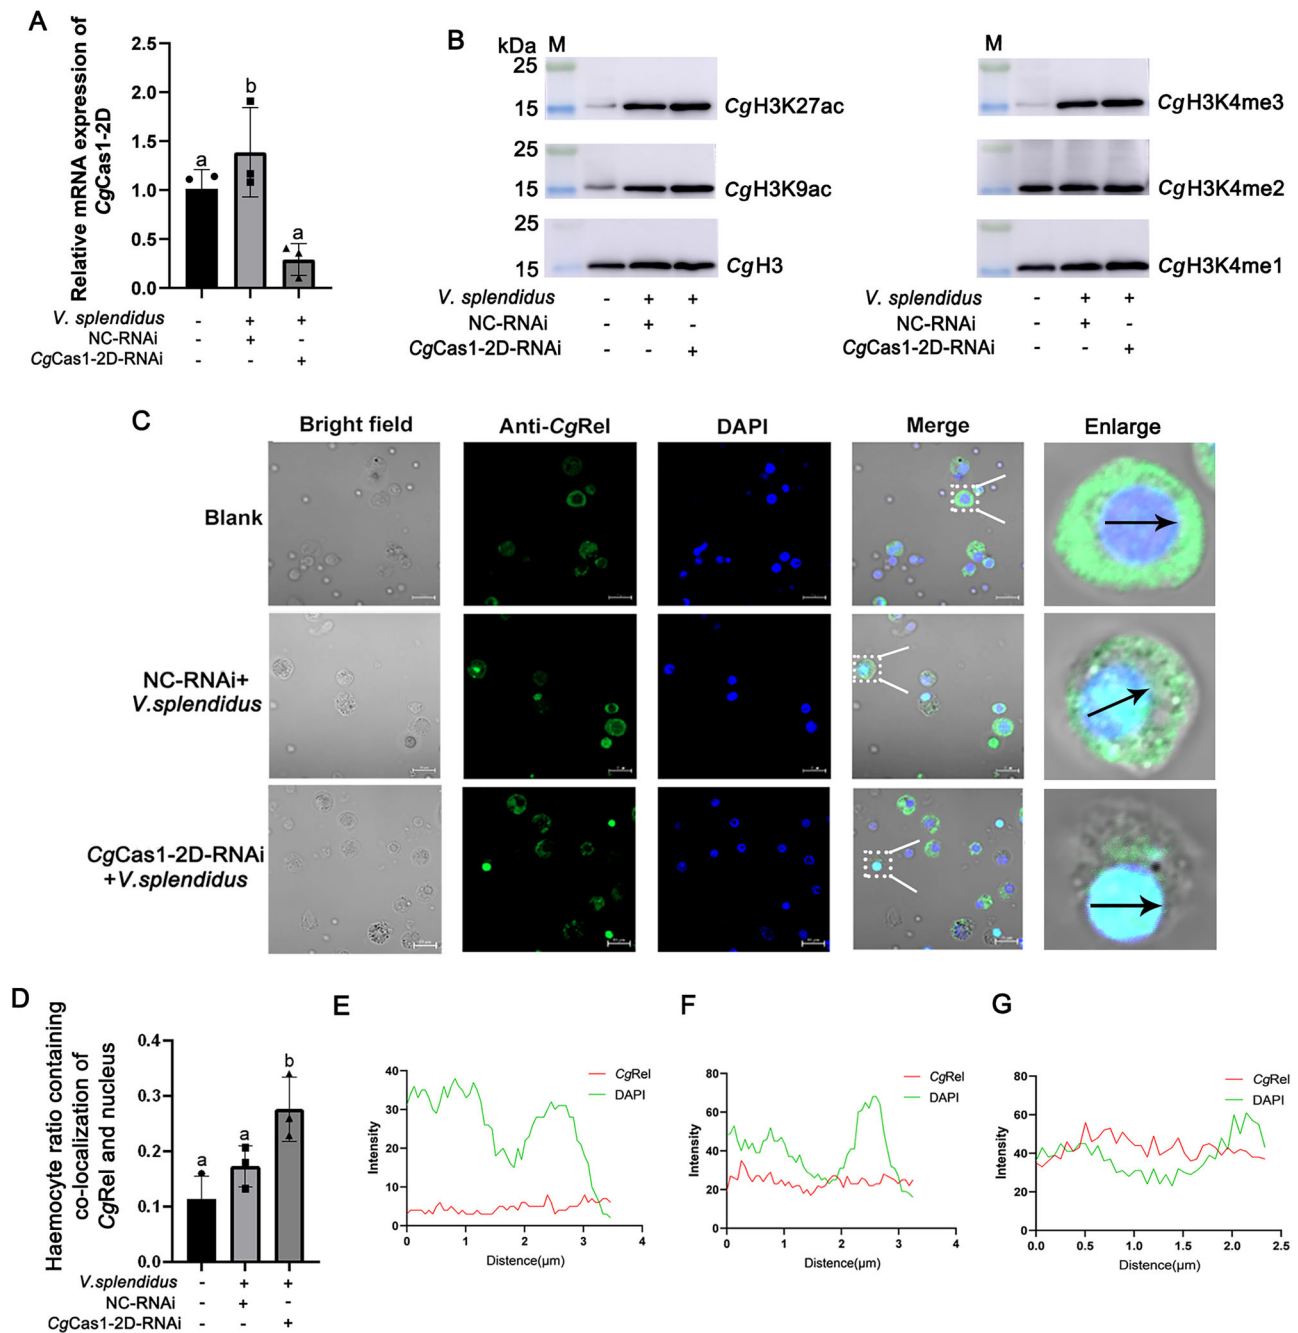 A
Relative mRNA expression of
CgCas1-2D
2.5
2.0
1.5
1.0
0.5
0.0
a
b
a
V. splendidus - + +
NC-RNAi - + -
CgCas1-2D-RNAi - - +
B
kDa M
25
15
CgH3K27ac
25
15
CgH3K9ac
25
15
CgH3
V. splendidus - + +
NC-RNAi - + -
CgCas1-2D-RNAi - - +
M
CgH3K4me3
CgH3K4me2
CgH3K4me1
V. splendidus - + +
NC-RNAi - + -
CgCas1-2D-RNAi - - +
C
Bright field Anti-CgRel DAPI Merge Enlarge
Blank
NC-RNAi+
V.splendidus
CgCas1-2D-RNAi
+V.splendidus
D
Haemocyte ratio containing
co-localization of
CgRel and nucleus
0.4
0.3
0.2
0.1
0.0
a
a
b
V.splendidus - + +
NC-RNAi - + -
CgCas1-2D-RNAi - - +
E
Intensity
40
30
20
10
0
0 1 2 3 4
Distence(μm)
CgRel
DAPI
F
Intensity
80
60
40
20
0
0 1 2 3 4
Distence(μm)
CgRel
DAPI
G
Intensity
80
60
40
20
0
0.0 0.5 1.0 1.5 2.0 2.5
Distence(μm)
CgRel
DAPI